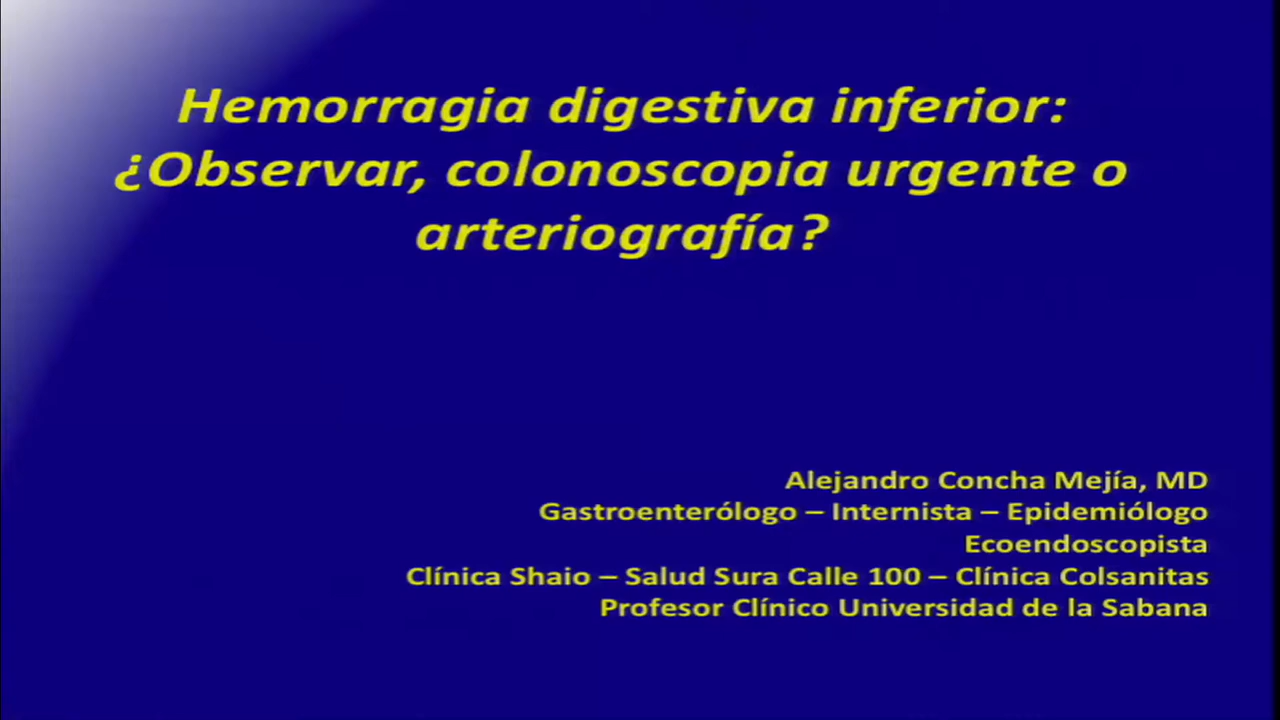 Hemorragia digestiva inferior:
¿Observar, colonoscopia urgente o
arteriografía?
Alejandro Concha Mejía, MD
Gastroenterólogo – Internista – Epidemiólogo
Ecoendoscopista
Clínica Shaio – Salud Sura Calle 100 – Clínica Colsanitas
Profesor Clínico Universidad de la Sabana